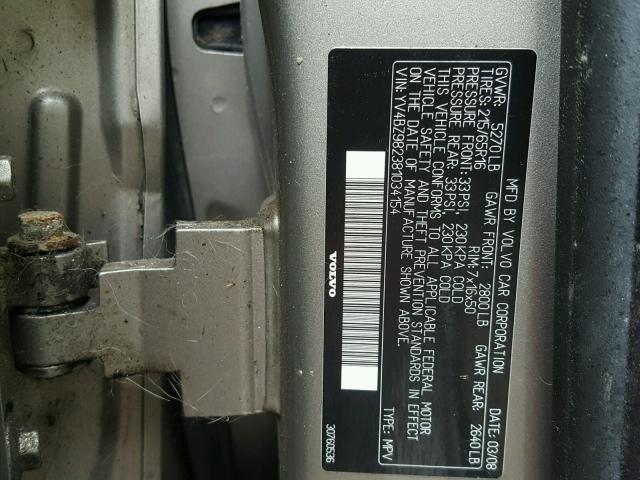 MFD BY VOLVO CAR CORPORATION DATE: 03/08
GVWR: 5270LB GAWR FRONT: 2800LB GAWR REAR: 2640LB
TIRES: 215/65R16 RIM: 7x16x50
PRESSURE FRONT: 33PSI, 230KPA COLD
PRESSURE REAR: 33PSI, 230KPA COLD
THIS VEHICLE CONFORMS TO ALL APPLICABLE FEDERAL MOTOR
VEHICLE SAFETY AND THEFT PREVENTION STANDARDS IN EFFECT
ON THE DATE OF MANUFACTURE SHOWN ABOVE.
VIN: YV4BZ982381034154 TYPE: MPV
VOLVO 30760536